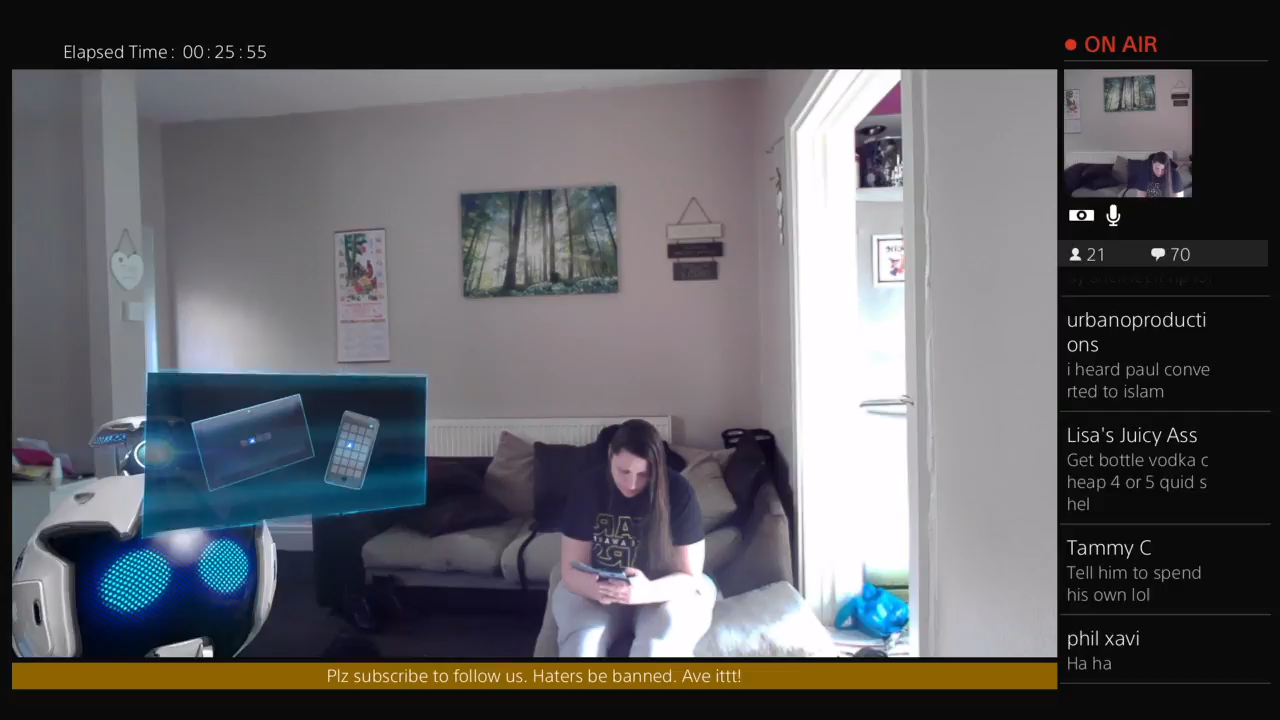 Elapsed Time: 00:25:55
ON AIR
21
70
urbanoproducti
ons
i heard paul conve
rted to islam
Lisa's Juicy Ass
Get bottle vodka c
heap 4 or 5 quid s
hel
Tammy C
Tell him to spend
his own lol
phil xavi
Ha ha
Plz subscribe to follow us. Haters be banned. Ave ittt!